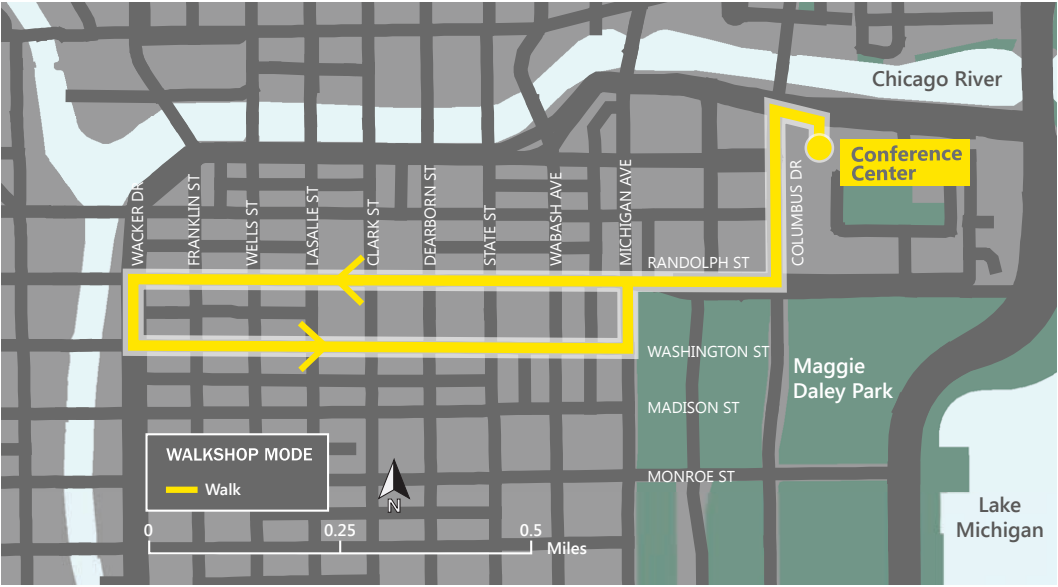 Chicago River
Conference
Center
WACKER DR
FRANKLIN ST
WELLS ST
LASALLE ST
CLARK ST
DEARBORN ST
STATE ST
WABASH AVE
MICHIGAN AVE
COLUMBUS DR
RANDOLPH ST
WASHINGTON ST
Maggie
Daley Park
MADISON ST
MONROE ST
WALKSHOP MODE
Walk
N
0
0.25
0.5
Miles
Lake
Michigan